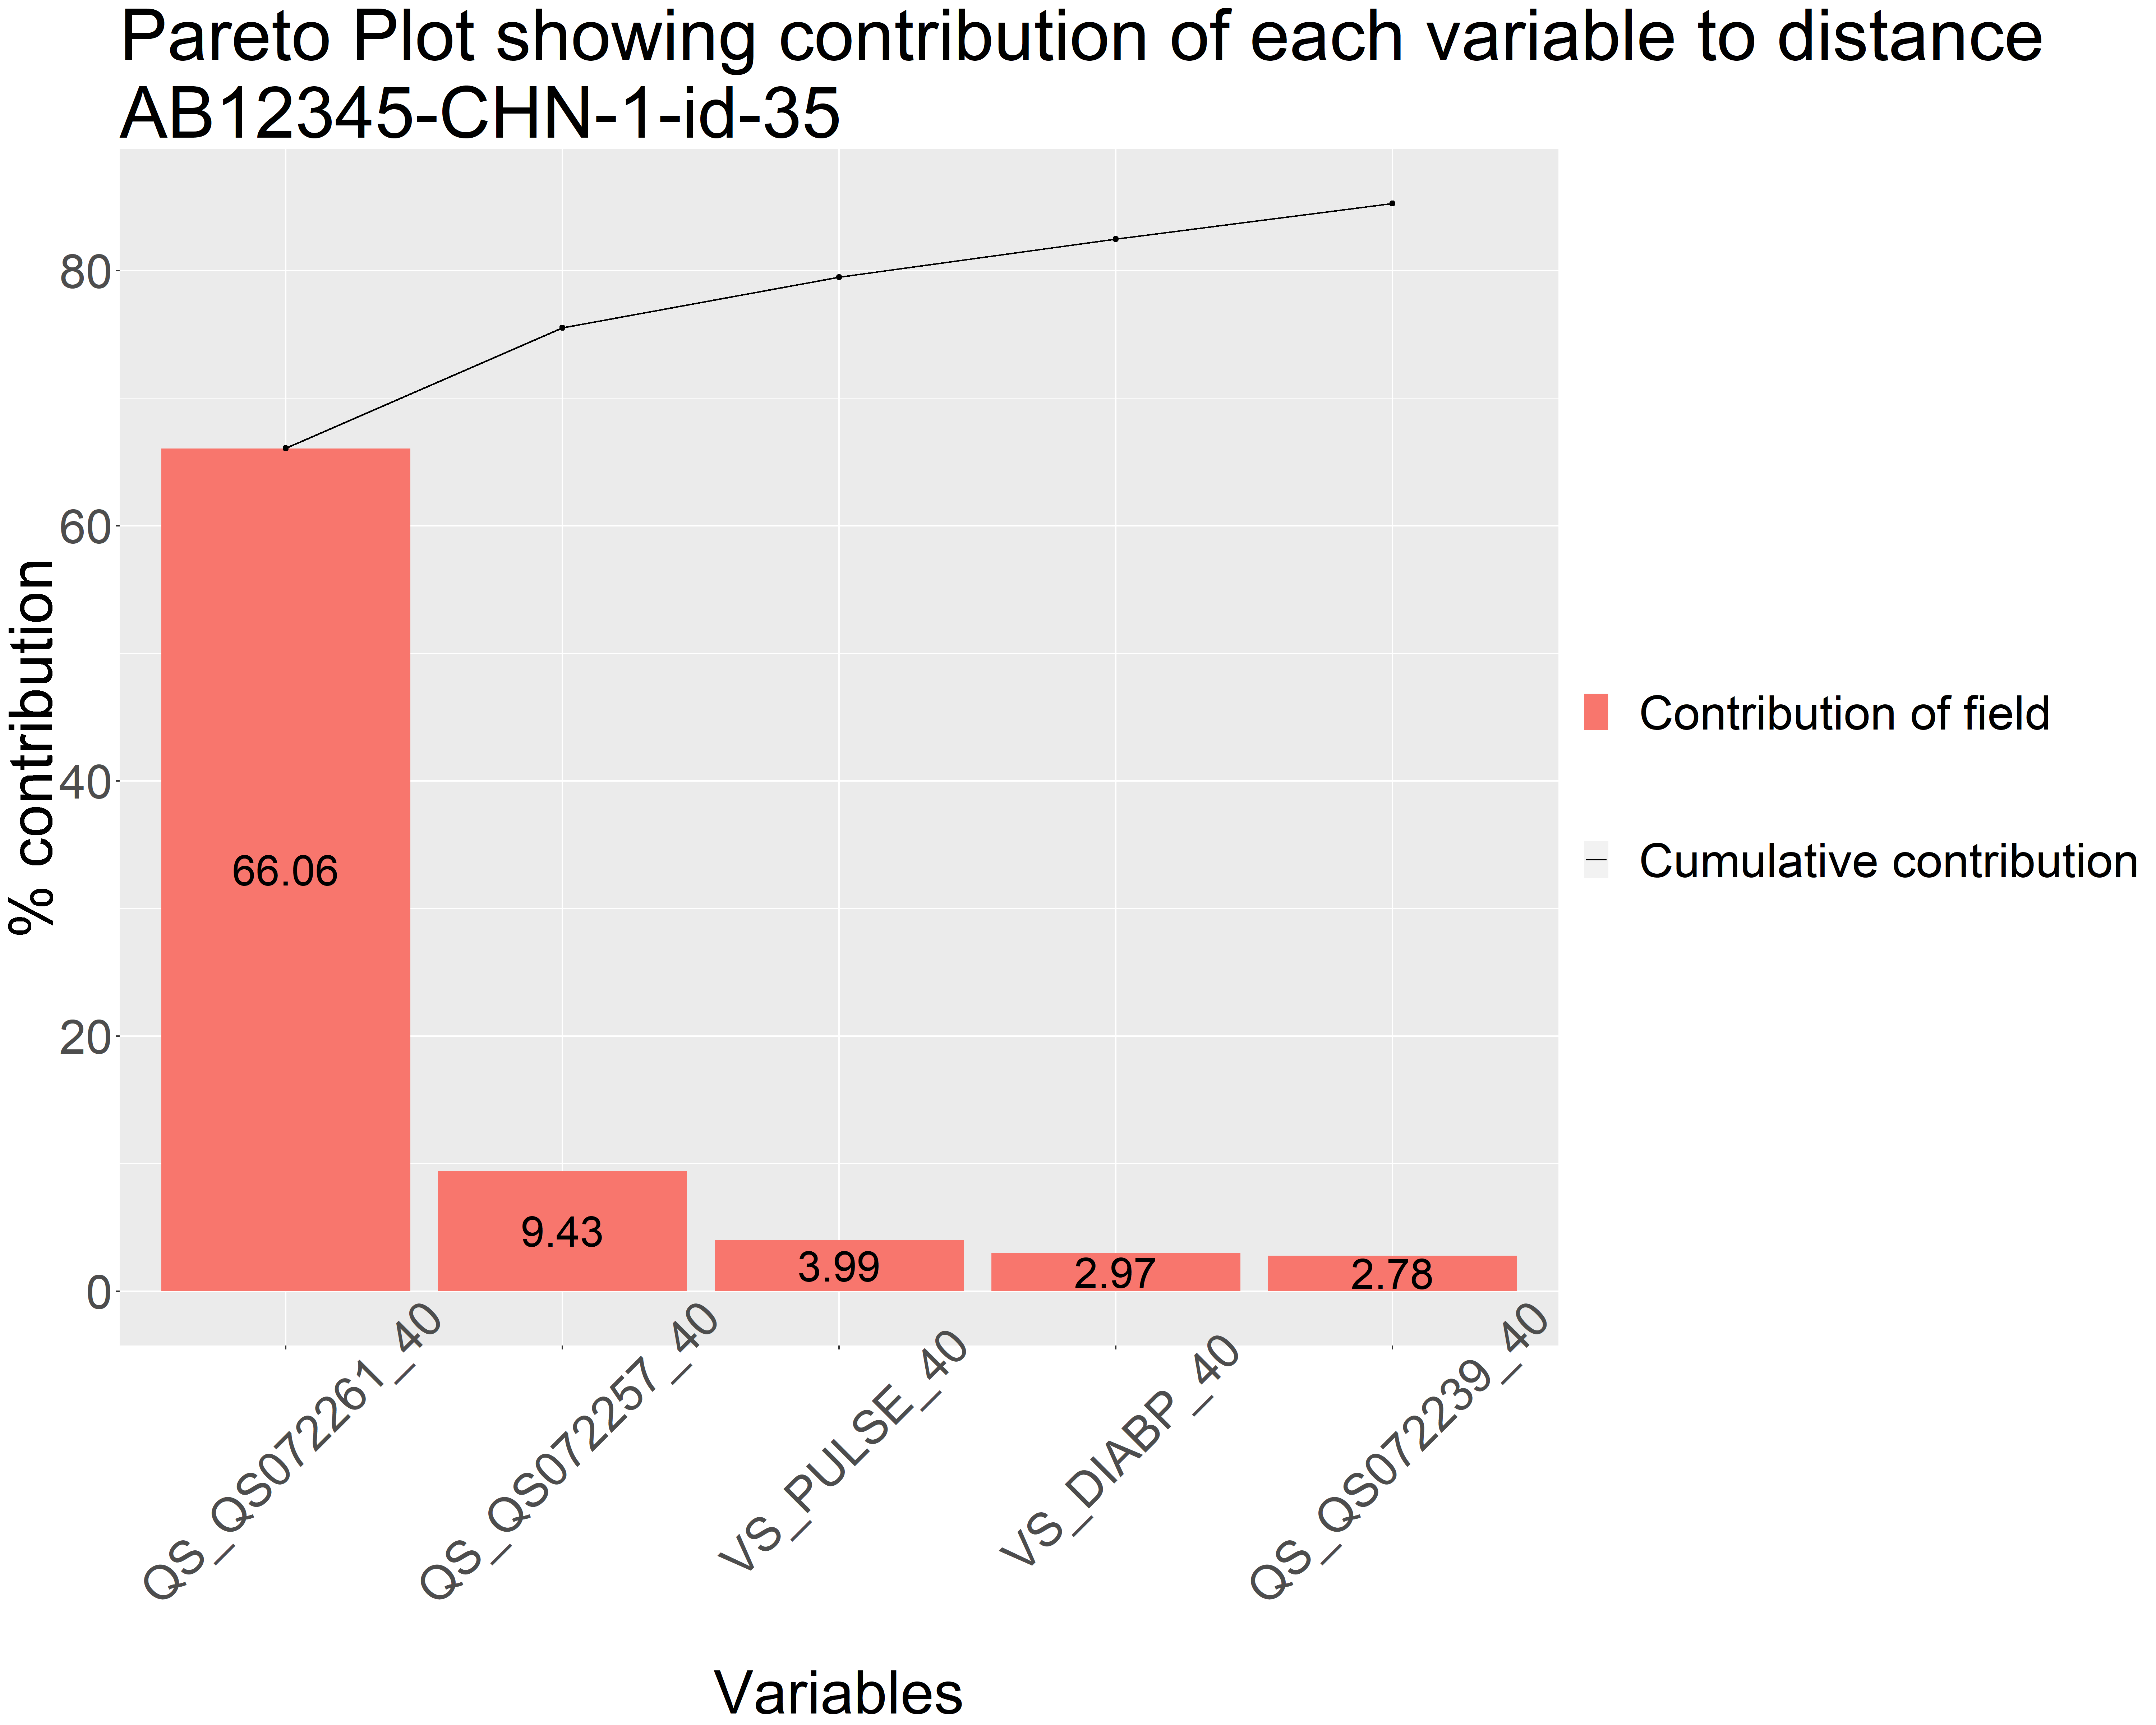 Pareto Plot showing contribution of each variable to distance
AB12345-CHN-1-id-35
% contribution
80
60
40
20
0
66.06
9.43
3.99
2.97
2.78
QS_QS072261_40
QS_QS072257_40
VS_PULSE_40
VS_DIABP_40
QS_QS072239_40
Variables
Contribution of field
Cumulative contribution